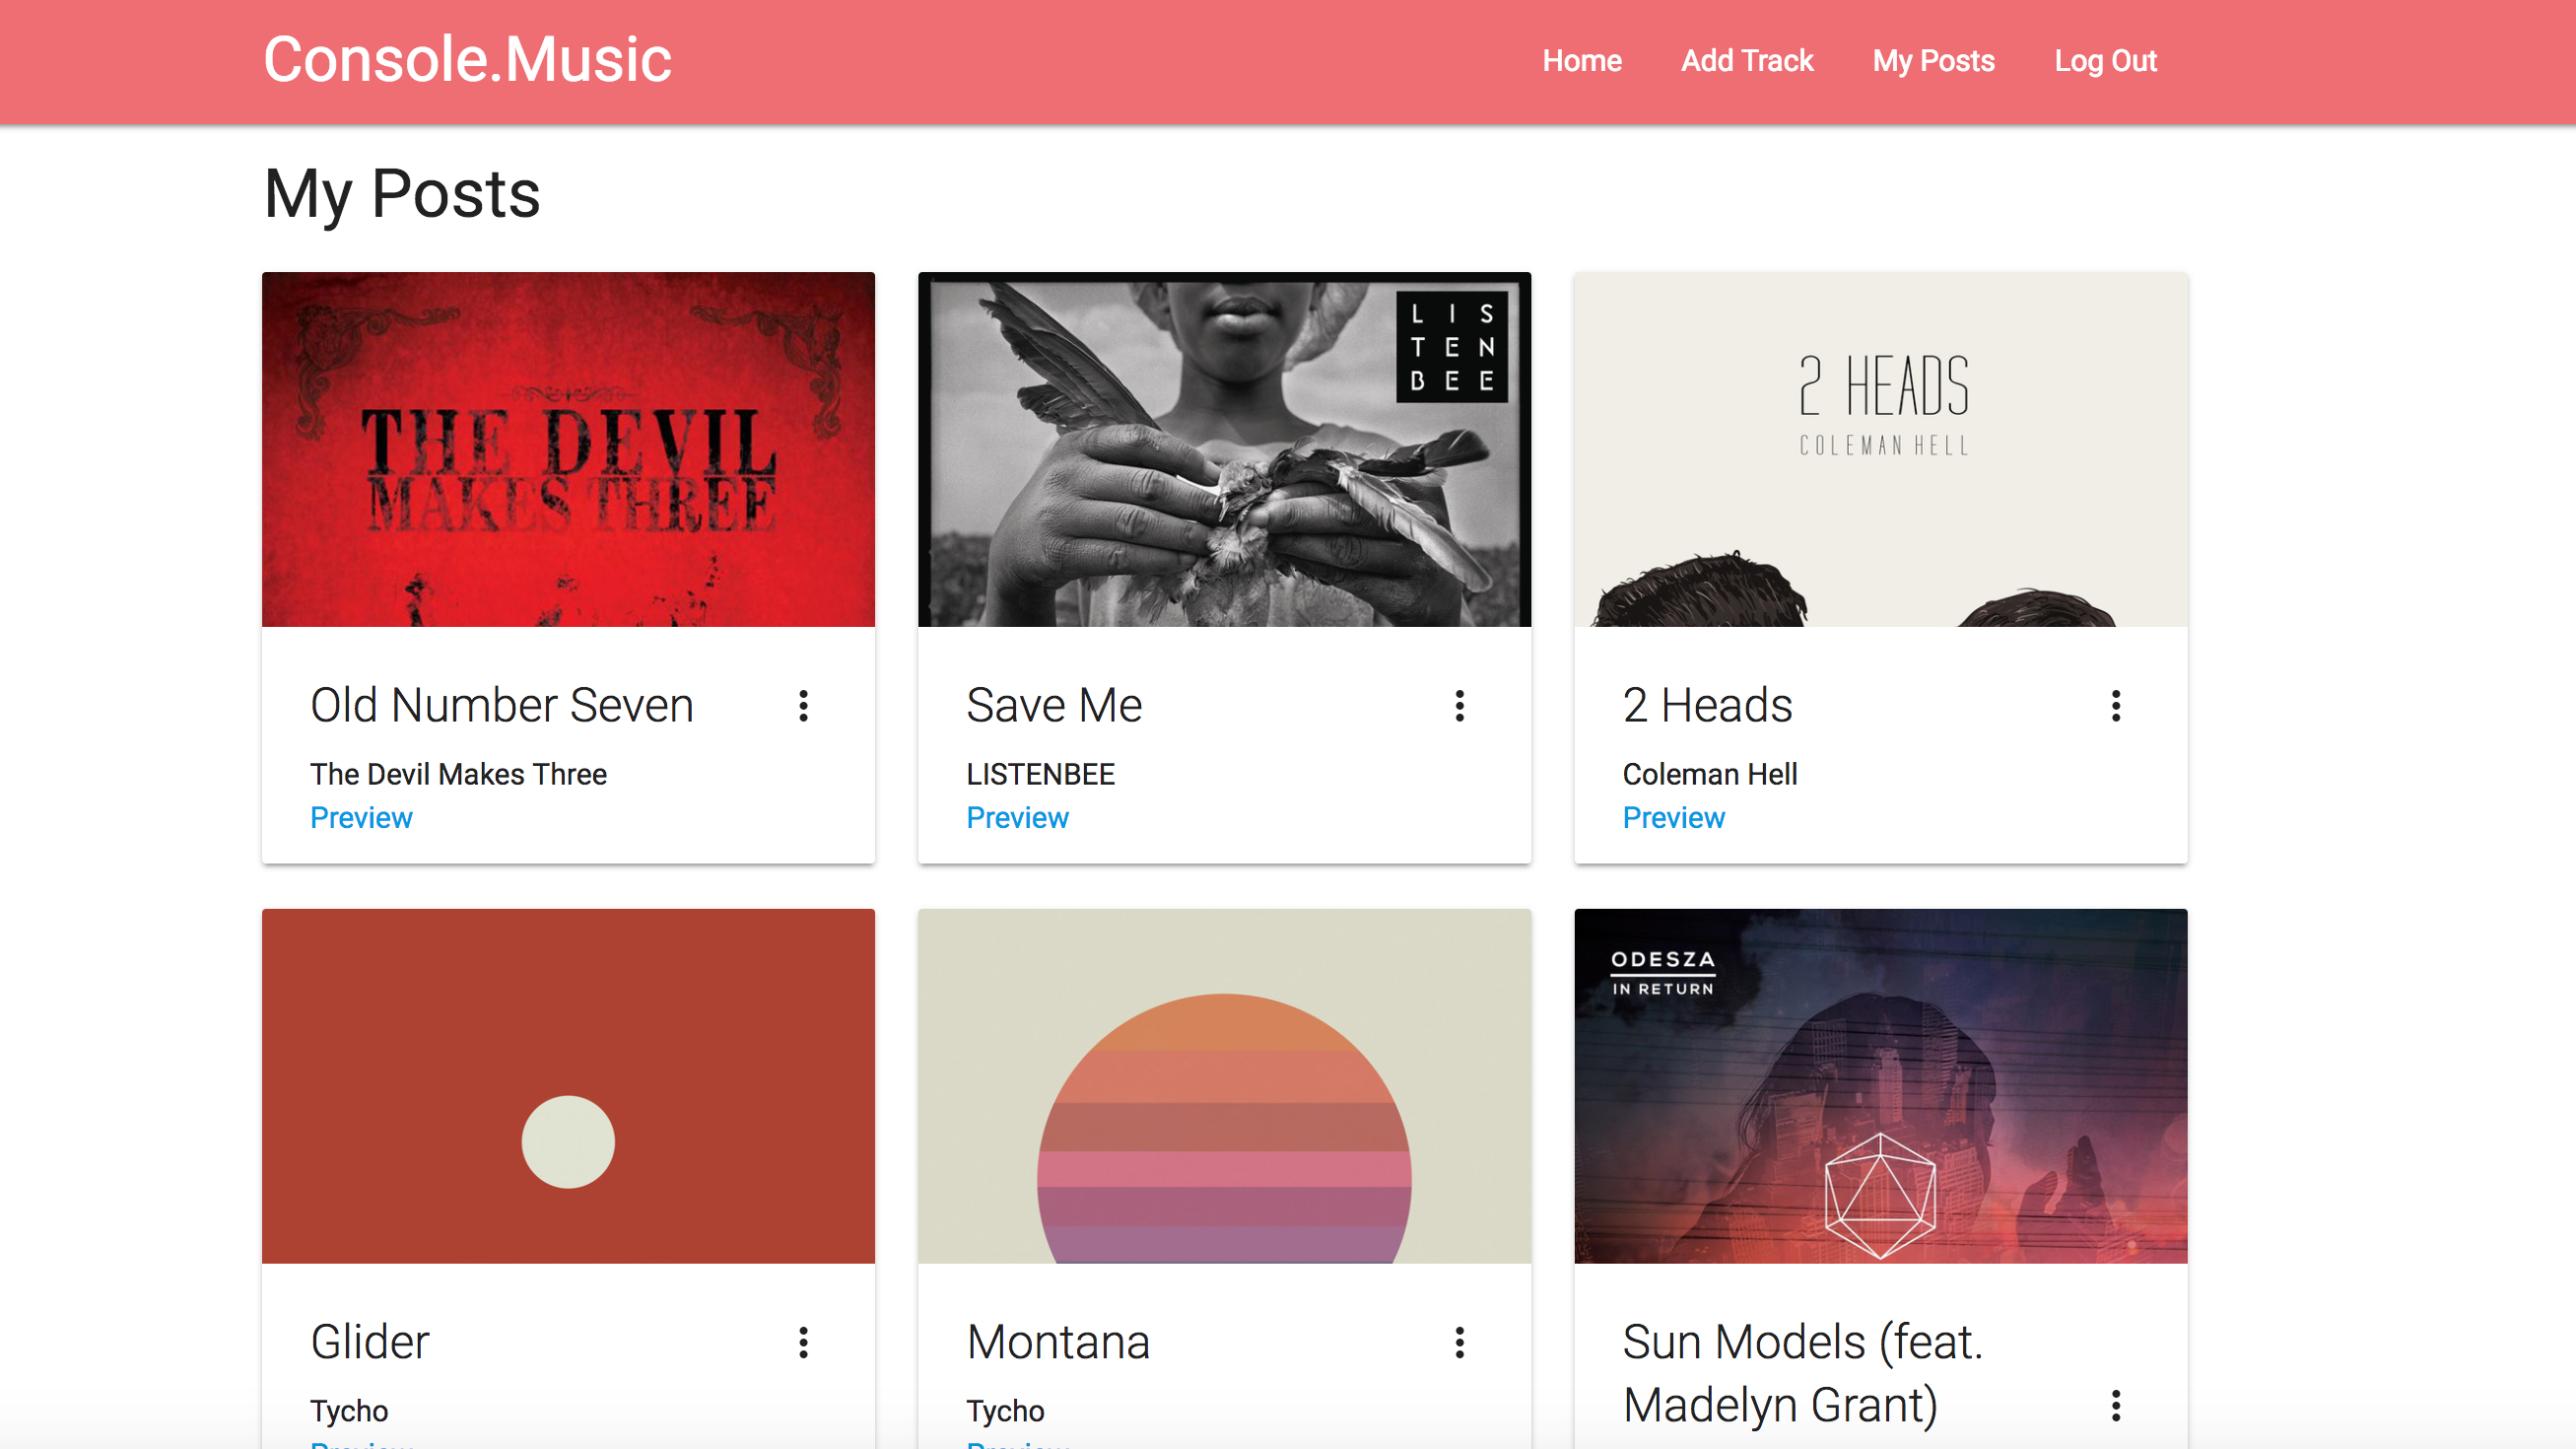 Console.Music
Home Add Track My Posts Log Out
My Posts
THE DEVIL
MAKES THREE
LIS
TEN
BEE
2 HEADS
COLEMAN HELL
Old Number Seven
The Devil Makes Three
Preview
Save Me
LISTENBEE
Preview
2 Heads
Coleman Hell
Preview
ODESZA
IN RETURN
Glider
Tycho
Preview
Montana
Tycho
Preview
Sun Models (feat.
Madelyn Grant)